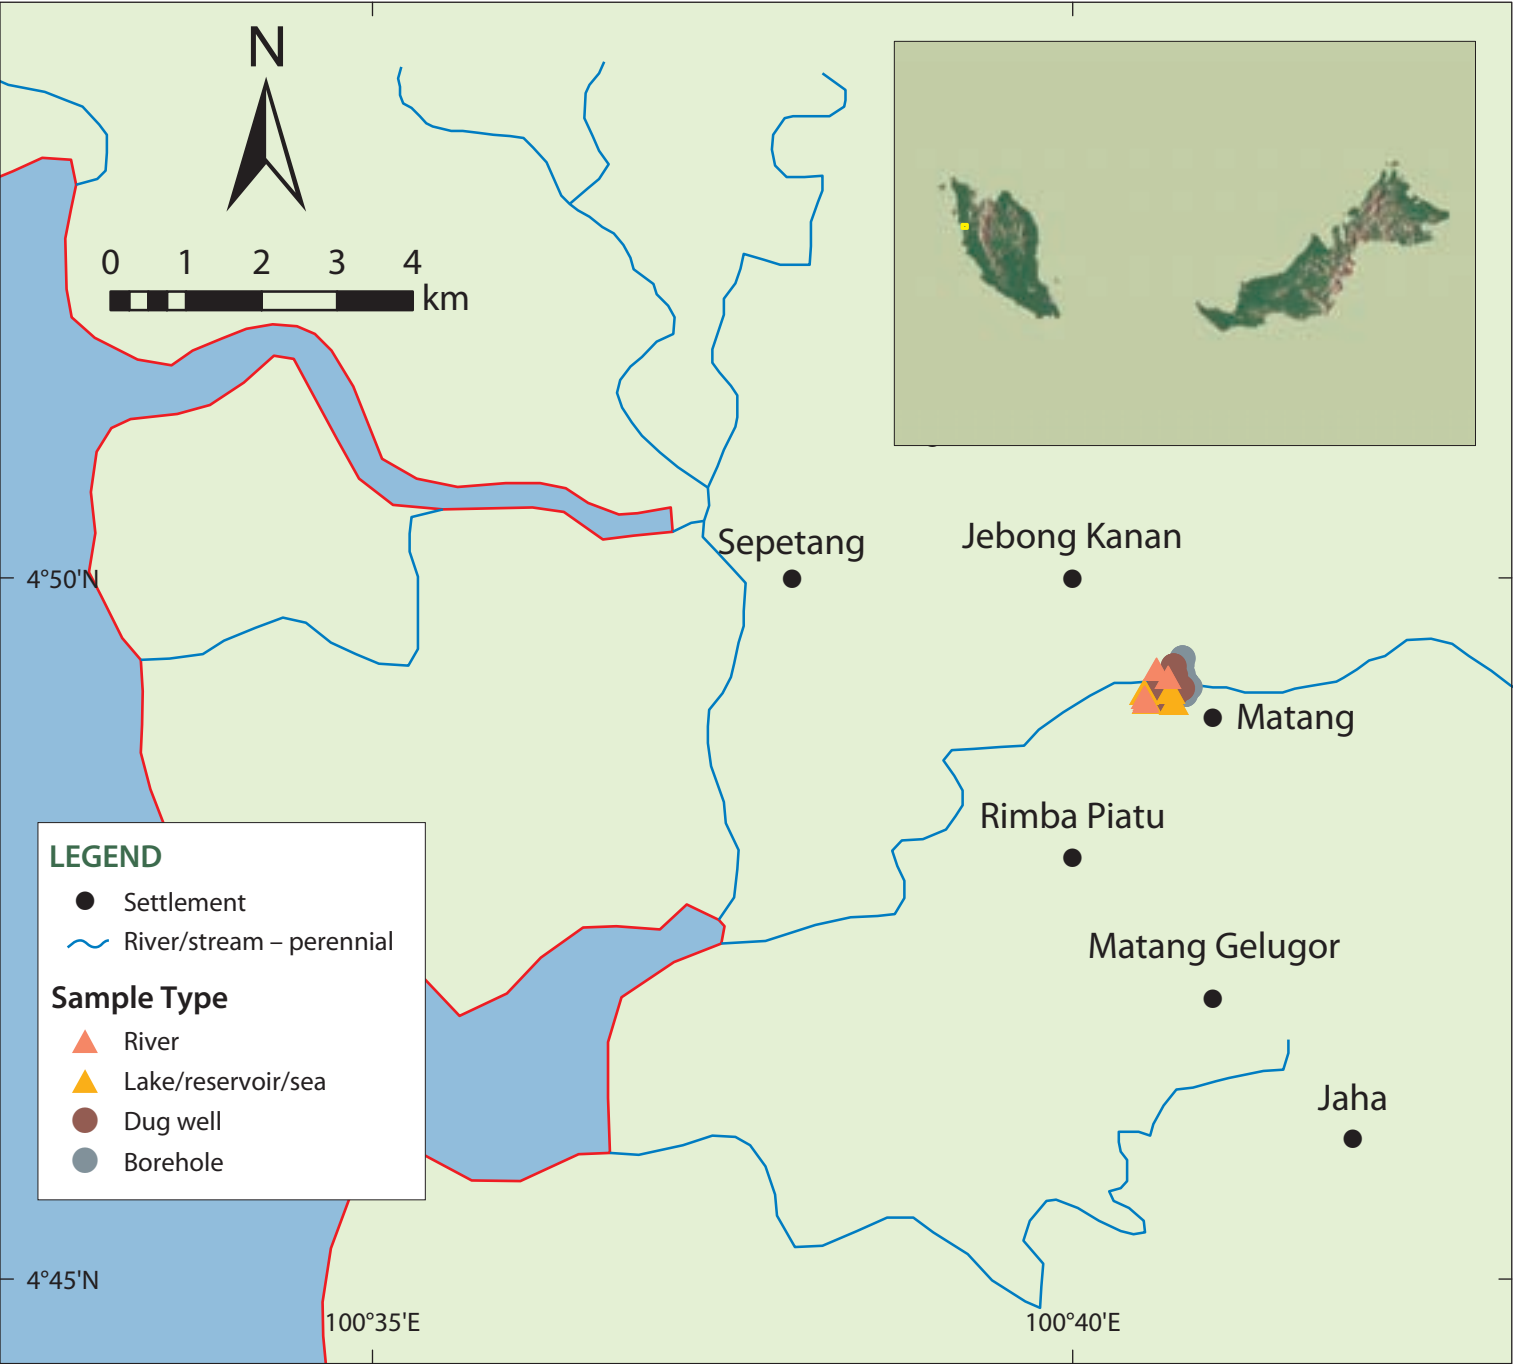 N
0 1 2 3 4
km
Sepetang
Jebong Kanan
4°50'N
Matang
Rimba Piatu
LEGEND
Settlement
River/stream – perennial
Sample Type
River
Lake/reservoir/sea
Dug well
Borehole
Matang Gelugor
Jaha
4°45'N
100°35'E
100°40'E